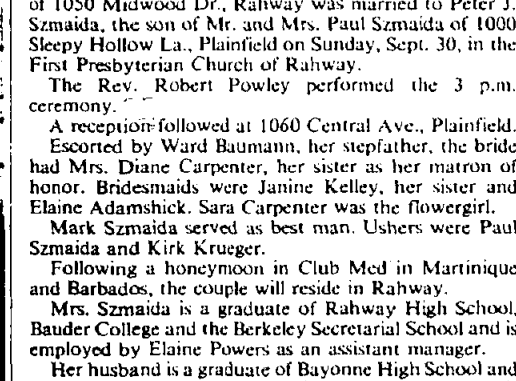 of 1050 Midwood Dr., Rahway was married to Peter J.
Szmaida, the son of Mr. and Mrs. Paul Szmaida of 1000
Sleepy Hollow La., Plainfield on Sunday, Sept. 30, in the
First Presbyterian Church of Rahway.
The Rev. Robert Powley performed the 3 p.m.
ceremony.
A reception followed at 1060 Central Ave., Plainfield.
Escorted by Ward Baumann, her stepfather, the bride
had Mrs. Diane Carpenter, her sister as her matron of
honor. Bridesmaids were Janine Kelley, her sister and
Elaine Adamshick. Sara Carpenter was the flowergirl.
Mark Szmaida served as best man. Ushers were Paul
Szmaida and Kirk Krueger.
Following a honeymoon in Club Med in Martinique
and Barbados, the couple will reside in Rahway.
Mrs. Szmaida is a graduate of Rahway High School,
Bauder College and the Berkeley Secretarial School and is
employed by Elaine Powers as an assistant manager.
Her husband is a graduate of Bayonne High School and